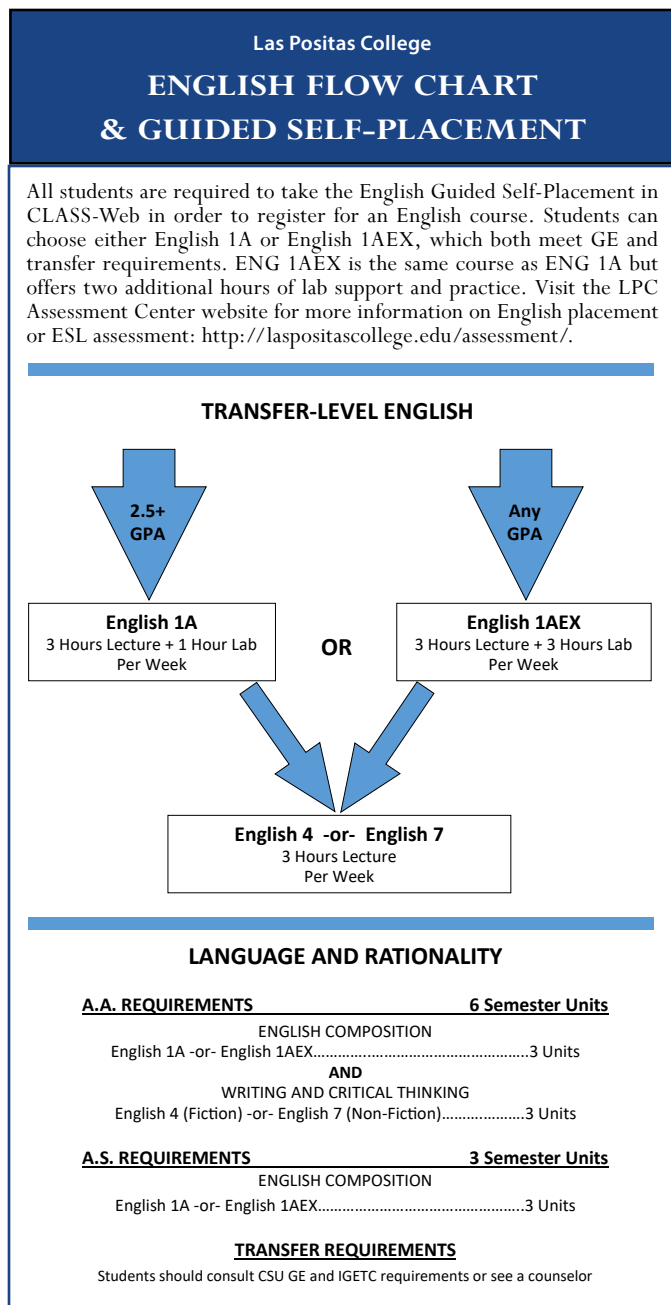 Las Positas College
ENGLISH FLOW CHART
& GUIDED SELF-PLACEMENT
All students are required to take the English Guided Self-Placement in
CLASS-Web in order to register for an English course. Students can
choose either English 1A or English 1AEX, which both meet GE and
transfer requirements. ENG 1AEX is the same course as ENG 1A but
offers two additional hours of lab support and practice. Visit the LPC
Assessment Center website for more information on English placement
or ESL assessment: http://laspositascollege.edu/assessment/.
TRANSFER-LEVEL ENGLISH
2.5+
GPA
Any
GPA
English 1A
3 Hours Lecture + 1 Hour Lab
Per Week
OR
English 1AEX
3 Hours Lecture + 3 Hours Lab
Per Week
English 4 -or- English 7
3 Hours Lecture
Per Week
LANGUAGE AND RATIONALITY
A.A. REQUIREMENTS 6 Semester Units
ENGLISH COMPOSITION
English 1A -or- English 1AEX.................................................3 Units
AND
WRITING AND CRITICAL THINKING
English 4 (Fiction) -or- English 7 (Non-Fiction)...................3 Units
A.S. REQUIREMENTS 3 Semester Units
ENGLISH COMPOSITION
English 1A -or- English 1AEX...............................................3 Units
TRANSFER REQUIREMENTS
Students should consult CSU GE and IGETC requirements or see a counselor